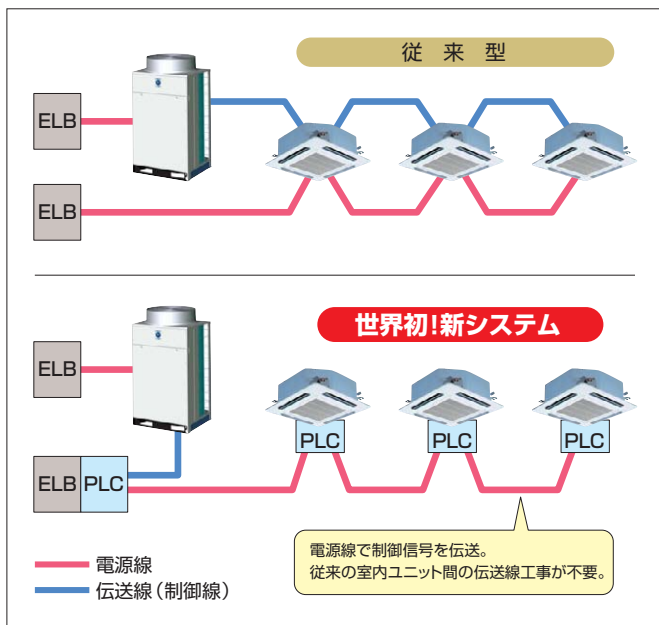 従来型
ELB
ELB
世界初!新システム
ELB
PLC
PLC
PLC
ELB
PLC
電源線で制御信号を伝送。
従来の室内ユニット間の伝送線工事が不要。
電源線
伝送線(制御線)